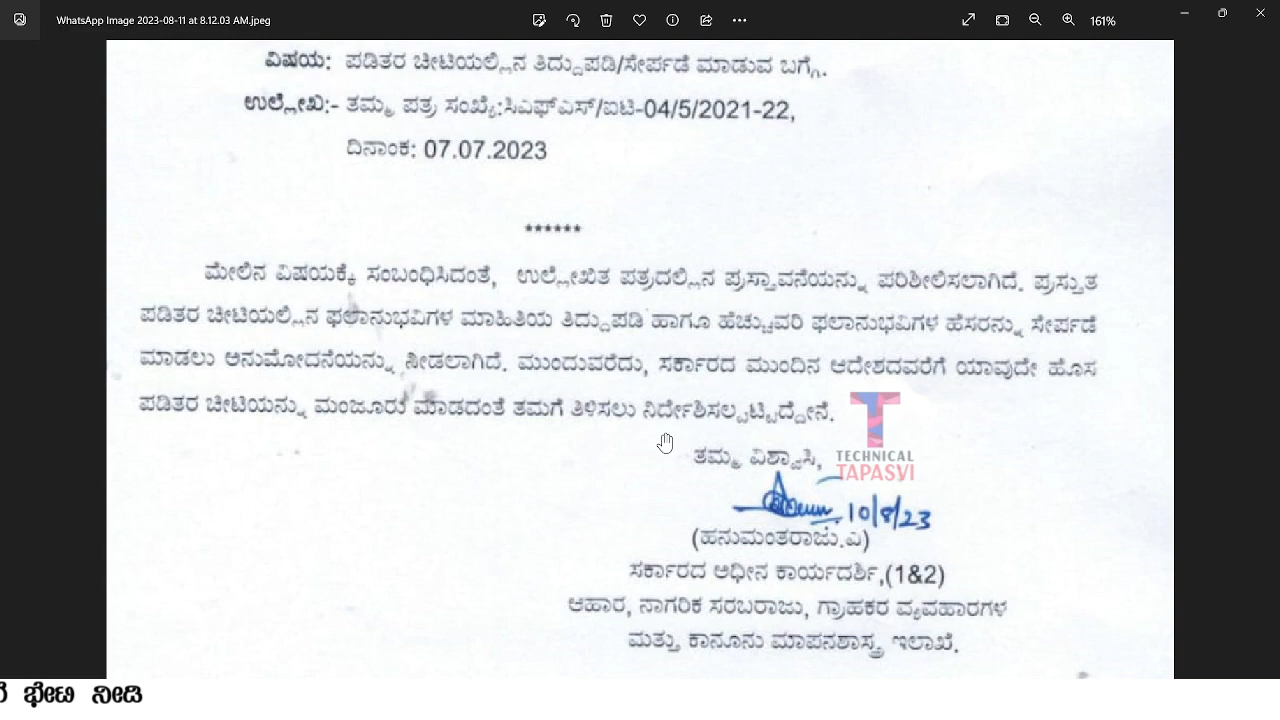 WhatsApp Image 2023-08-11 at 8.12.03 AM.jpeg
161%
ವಿಷಯ: ಪಡಿತರ ಚೀಟಿಯಲ್ಲಿನ ತಿದ್ದುಪಡಿ/ಸೇರ್ಪಡೆ ಮಾಡುವ ಬಗ್ಗೆ.
ಉಲ್ಲೇಖ:- ತಮ್ಮ ಪತ್ರ ಸಂಖ್ಯೆ:ಸಿಎಫ್ಎಸ್/ಐಟಿ-04/5/2021-22,
ದಿನಾಂಕ: 07.07.2023
******
ಮೇಲಿನ ವಿಷಯಕ್ಕೆ ಸಂಬಂಧಿಸಿದಂತೆ, ಉಲ್ಲೇಖಿತ ಪತ್ರದಲ್ಲಿನ ಪ್ರಸ್ತಾವನೆಯನ್ನು ಪರಿಶೀಲಿಸಲಾಗಿದೆ. ಪ್ರಸ್ತುತ
ಪಡಿತರ ಚೀಟಿಯಲ್ಲಿನ ಫಲಾನುಭವಿಗಳ ಮಾಹಿತಿಯ ತಿದ್ದುಪಡಿ ಹಾಗೂ ಹೆಚ್ಚುವರಿ ಫಲಾನುಭವಿಗಳ ಹೆಸರನ್ನು ಸೇರ್ಪಡೆ
ಮಾಡಲು ಅನುಮೋದನೆಯನ್ನು ನೀಡಲಾಗಿದೆ. ಮುಂದುವರೆದು, ಸರ್ಕಾರದ ಮುಂದಿನ ಆದೇಶದವರೆಗೆ ಯಾವುದೇ ಹೊಸ
ಪಡಿತರ ಚೀಟಿಯನ್ನು ಮಂಜೂರು ಮಾಡದಂತೆ ತಮಗೆ ತಿಳಿಸಲು ನಿರ್ದೇಶಿಸಲ್ಪಟ್ಟಿದ್ದೇನೆ.
ತಮ್ಮ ವಿಶ್ವಾಸಿ,
TECHNICAL
TAPASVI
10/8/23
(ಹನುಮಂತರಾಜು.ಎ)
ಸರ್ಕಾರದ ಅಧೀನ ಕಾರ್ಯದರ್ಶಿ,(1&2)
ಆಹಾರ, ನಾಗರಿಕ ಸರಬರಾಜು, ಗ್ರಾಹಕರ ವ್ಯವಹಾರಗಳ
ಮತ್ತು ಕಾನೂನು ಮಾಪನಶಾಸ್ತ್ರ ಇಲಾಖೆ.
ಭೇಟಿ ನೀಡಿ